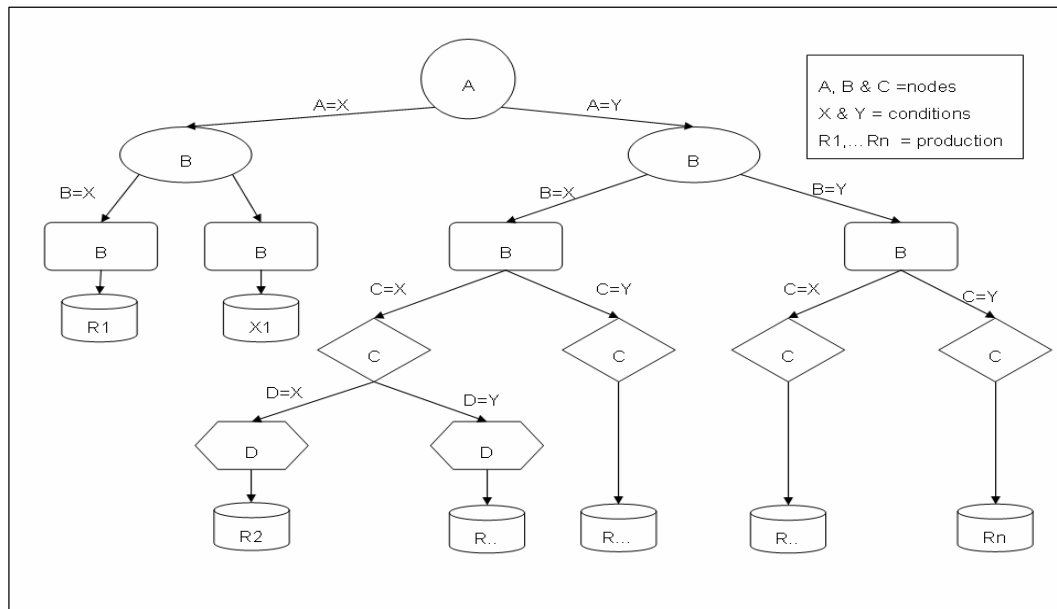 A
A, B & C =nodes
X & Y = conditions
R1,... Rn = production
A=X
A=Y
B
B
B=X
B=X
B=Y
B
B
B
B
R1
X1
C=X
C=Y
C=X
C=Y
C
C
C
C
D=X
D=Y
D
D
R2
R..
R...
R..
Rn